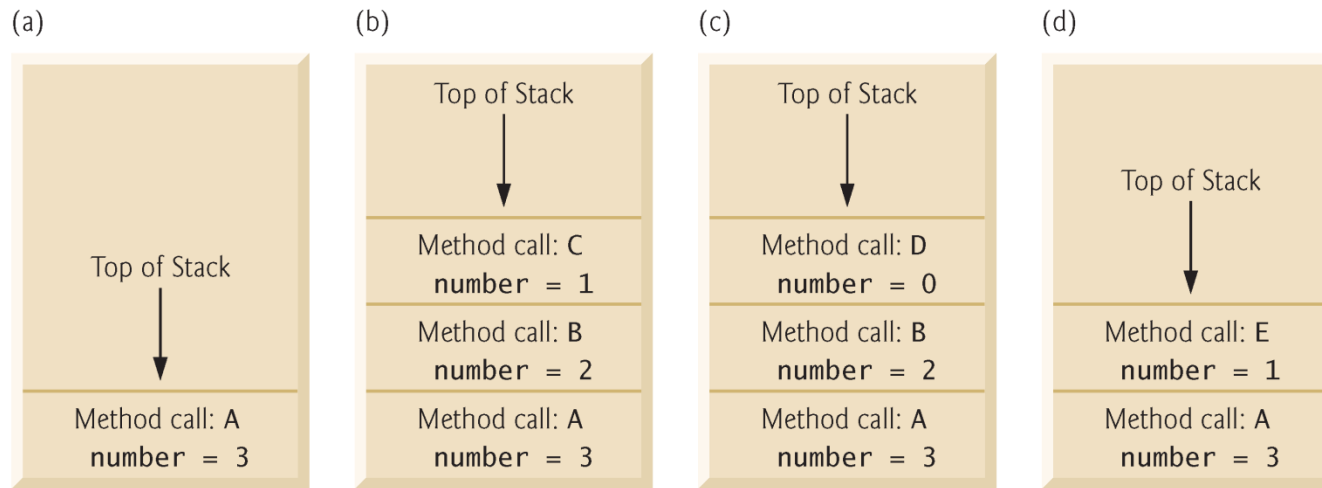 (a)
Top of Stack
Method call: A
number = 3
(b)
Top of Stack
Method call: C
number = 1
Method call: B
number = 2
Method call: A
number = 3
(c)
Top of Stack
Method call: D
number = 0
Method call: B
number = 2
Method call: A
number = 3
(d)
Top of Stack
Method call: E
number = 1
Method call: A
number = 3